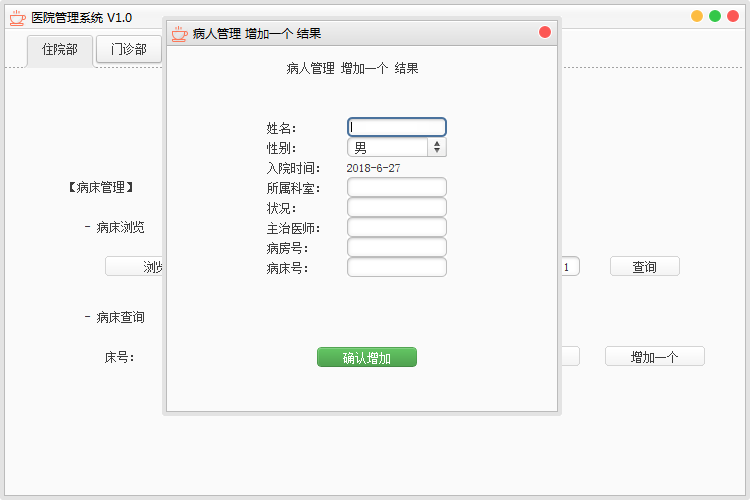 医院管理系统 V1.0
住院部
门诊部
【病床管理】
- 病床浏览
浏
1
查询
- 病床查询
床号:
增加一个
病人管理 增加一个 结果
病人管理 增加一个 结果
姓名:
性别: 男
入院时间: 2018-6-27
所属科室:
状况:
主治医师:
病房号:
病床号:
确认增加